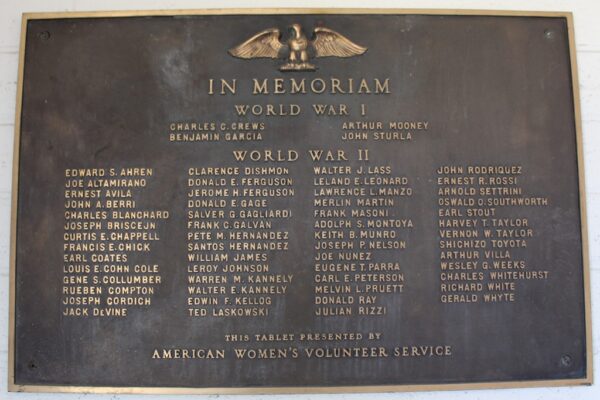 IN MEMORIAM
WORLD WAR I
CHARLES C. CREWS
BENJAMIN GARCIA
ARTHUR MOONEY
JOHN STURLA
WORLD WAR II
EDWARD S. AHREN
JOE ALTAMIRANO
ERNEST AVILA
JOHN A. BERRI
CHARLES BLANCHARD
JOSEPH BRISCEJN
CURTIS E. CHAPPELL
FRANCIS E. CHICK
EARL COATES
LOUIS E. COHN COLE
GENE S. COLLUMBER
RUEBEN COMPTON
JOSEPH CORDICH
JACK DEVINE
CLARENCE DISHMON
DONALD E. FERGUSON
JEROME H. FERGUSON
DONALD E. GAGE
SALVER G. GAGLIARDI
FRANK C. GALVAN
PETE M. HERNANDEZ
SANTOS HERNANDEZ
WILLIAM JAMES
LEROY JOHNSON
WARREN M. KANNELY
WALTER E. KANNELY
EDWIN F. KELLOG
TED LASKOWSKI
WALTER J. LASS
LELAND E. LEONARD
LAWRENCE L. MANZO
MERLIN MARTIN
FRANK MASONI
ADOLPH S. MONTOYA
KEITH B. MUNRO
JOSEPH P. NELSON
JOE NUNEZ
EUGENE T. PARRA
CARL E. PETERSON
MELVIN L. PRUETT
DONALD RAY
JULIAN RIZZI
JOHN RODRIQUEZ
ERNEST R. ROSSI
ARNOLD SETTRINI
OSWALD O. SOUTHWORTH
EARL STOUT
HARVEY T. TAYLOR
VERNON W. TAYLOR
SHICHIZO TOYOTA
ARTHUR VILLA
WESLEY G. WEEKS
CHARLES WHITEHURST
RICHARD WHITE
GERALD WHYTE
THIS TABLET PRESENTED BY
AMERICAN WOMEN'S VOLUNTEER SERVICE